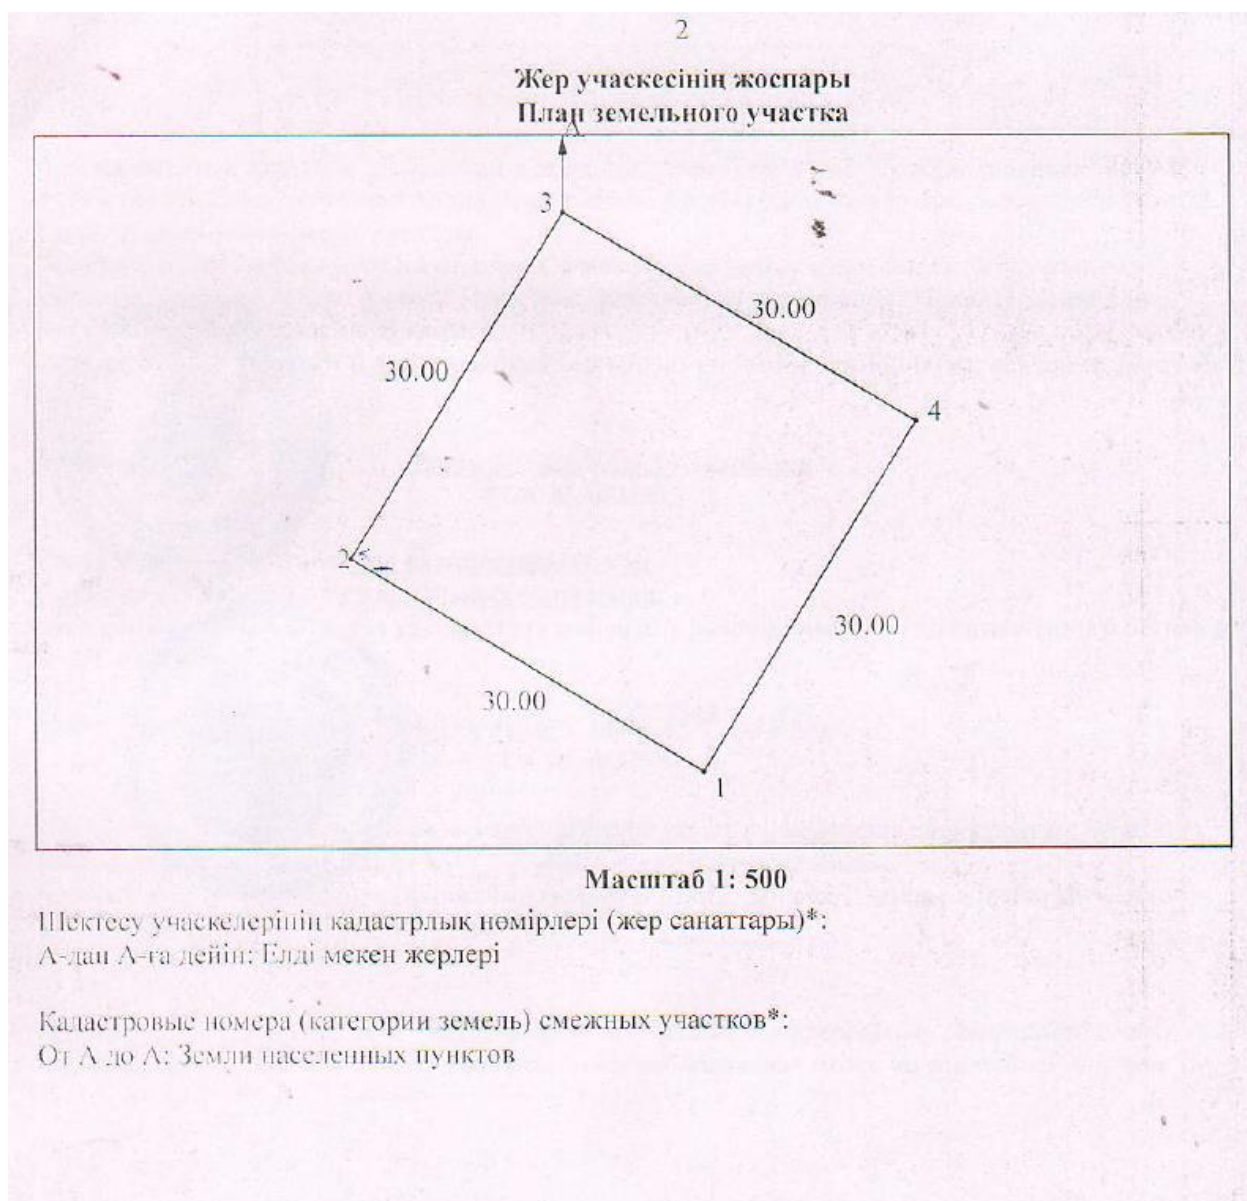 2
Жер учаскесінің жоспары
План земельного участка
А
3
30.00
30.00
4
2
30.00
30.00
1
Масштаб 1: 500
Шектесу учаскелерінің кадастрлық нөмірлері (жер санаттары)*:
А-дан А-ға дейін: Елді мекен жерлері
Кадастровые номера (категории земель) смежных участков*:
От А до А: Земли населенных пунктов